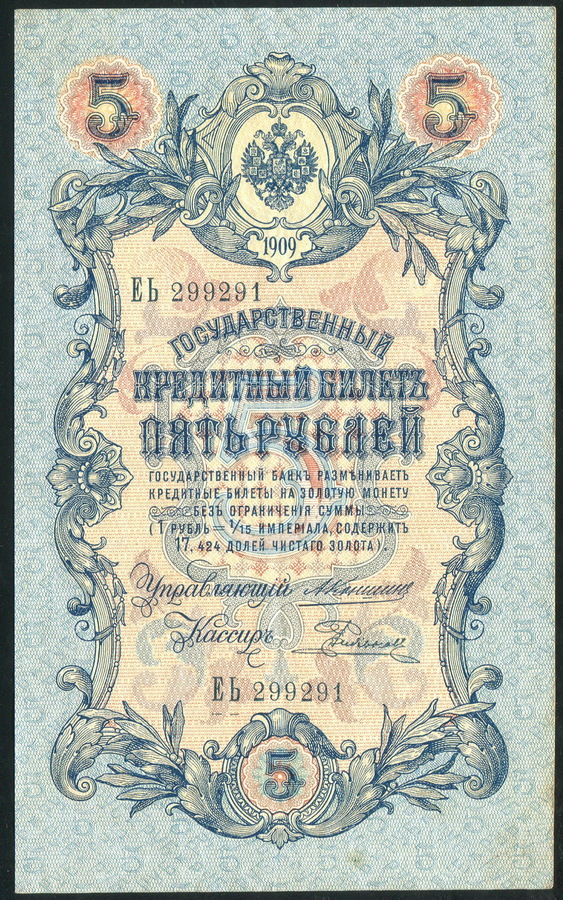 5 5
1909
ЕЬ 299291
ГОСУДАРСТВЕННЫЙ
КРЕДИТНЫЙ БИЛЕТЪ
ПЯТЬ РУБЛЕЙ
5
ГОСУДАРСТВЕННЫЙ БАНКЪ РАЗМѢНИВАЕТЪ
КРЕДИТНЫЕ БИЛЕТЫ НА ЗОЛОТУЮ МОНЕТУ
БЕЗЪ ОГРАНИЧЕНІЯ СУММЫ
(1 РУБЛЬ = 1/15 ИМПЕРІАЛА, СОДЕРЖИТЪ
17,424 ДОЛЕЙ ЧИСТАГО ЗОЛОТА).
Управляющій
Кассиръ
ЕЬ 299291
5